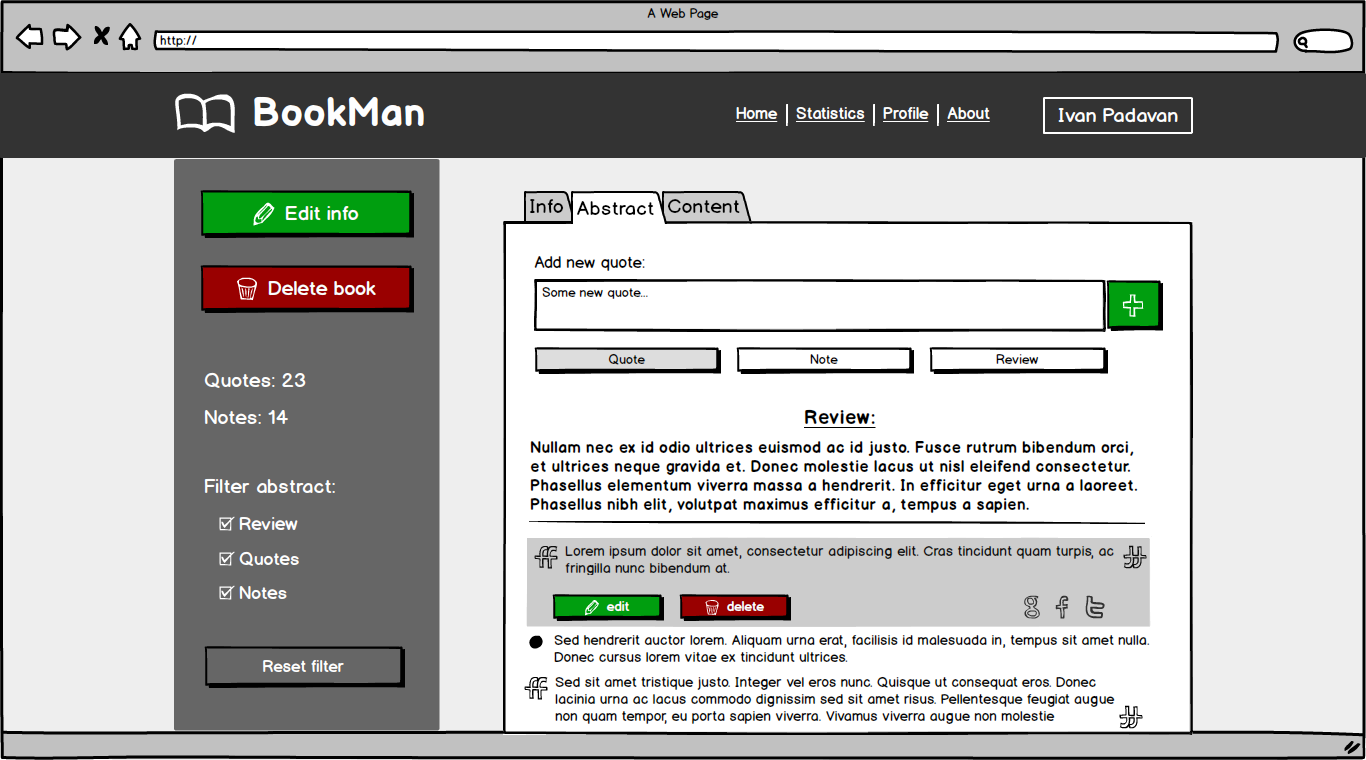 A Web Page
http://
BookMan
Home
Statistics
Profile
About
Ivan Padavan
Edit info
Delete book
Quotes: 23
Notes: 14
Filter abstract:
Review
Quotes
Notes
Reset filter
Info
Abstract
Content
Add new quote:
Some new quote...
Quote
Note
Review
Review:
Nullam nec ex id odio ultrices euismod ac id justo. Fusce rutrum bibendum orci,
et ultrices neque gravida et. Donec molestie lacus ut nisl eleifend consectetur.
Phasellus elementum viverra massa a hendrerit. In efficitur eget urna a laoreet.
Phasellus nibh elit, volutpat maximus efficitur a, tempus a sapien.
Lorem ipsum dolor sit amet, consectetur adipiscing elit. Cras tincidunt quam turpis, ac
fringilla nunc bibendum at.
edit
delete
Sed hendrerit auctor lorem. Aliquam urna erat, facilisis id malesuada in, tempus sit amet nulla.
Donec cursus lorem vitae ex tincidunt ultrices.
Sed sit amet tristique justo. Integer vel eros nunc. Quisque ut consequat eros. Donec
lacinia urna ac lacus commodo dignissim sed sit amet risus. Pellentesque feugiat augue
non quam tempor, eu porta sapien viverra. Vivamus viverra augue non molestie